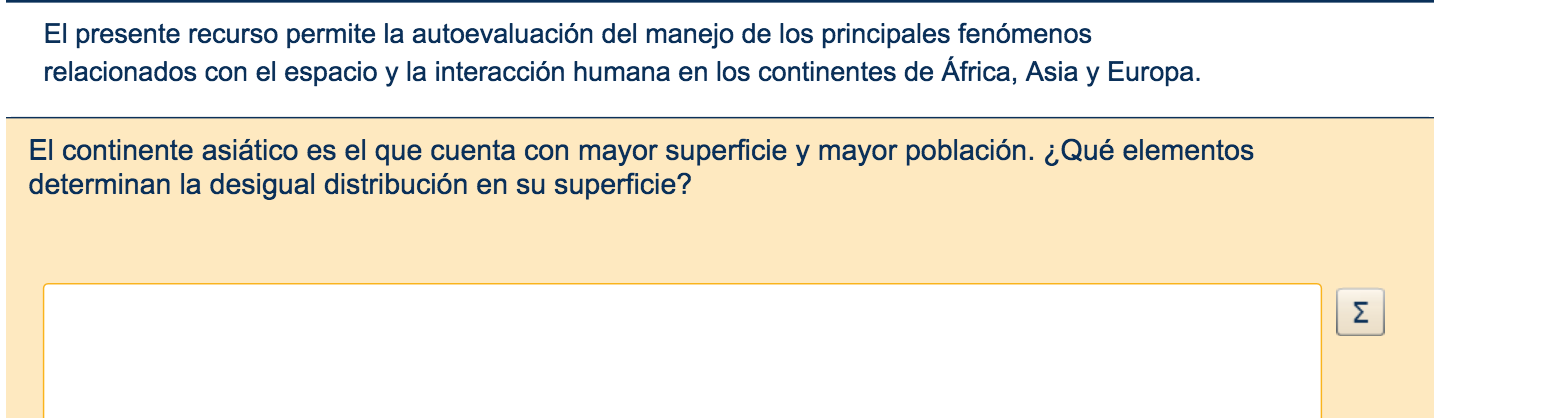 El presente recurso permite la autoevaluación del manejo de los principales fenómenos
relacionados con el espacio y la interacción humana en los continentes de África, Asia y Europa.
El continente asiático es el que cuenta con mayor superficie y mayor población. ¿Qué elementos
determinan la desigual distribución en su superficie?
Σ